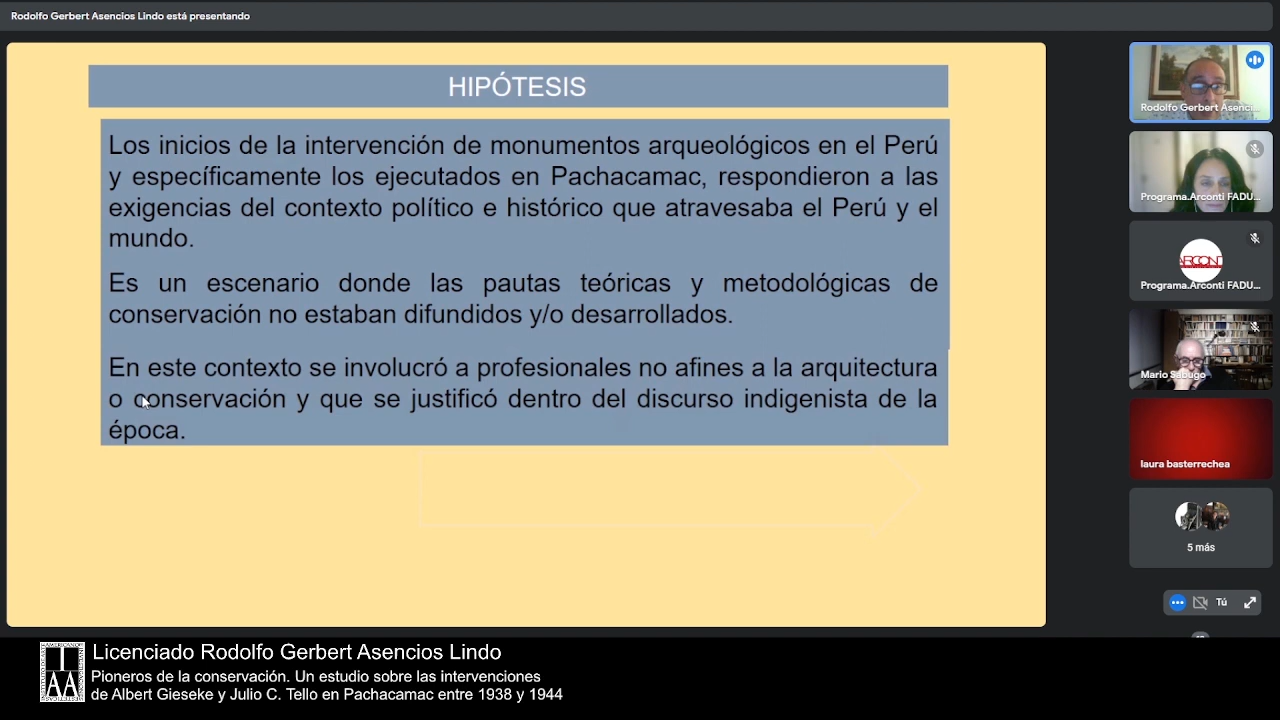 Rodolfo Gerbert Asencios Lindo está presentando
HIPÓTESIS
Los inicios de la intervención de monumentos arqueológicos en el Perú
y específicamente los ejecutados en Pachacamac, respondieron a las
exigencias del contexto político e histórico que atravesaba el Perú y el
mundo.
Es un escenario donde las pautas teóricas y metodológicas de
conservación no estaban difundidos y/o desarrollados.
En este contexto se involucró a profesionales no afines a la arquitectura
o conservación y que se justificó dentro del discurso indigenista de la
época.
Rodolfo Gerbert Asenci...
Programa.Arconti FADU...
ARCONT
Programa.Arconti FADU...
Mario Sabugo
laura basterrechea
5 más
Tú
IAA
Licenciado Rodolfo Gerbert Asencios Lindo
Pioneros de la conservación. Un estudio sobre las intervenciones
de Albert Gieseke y Julio C. Tello en Pachacamac entre 1938 y 1944